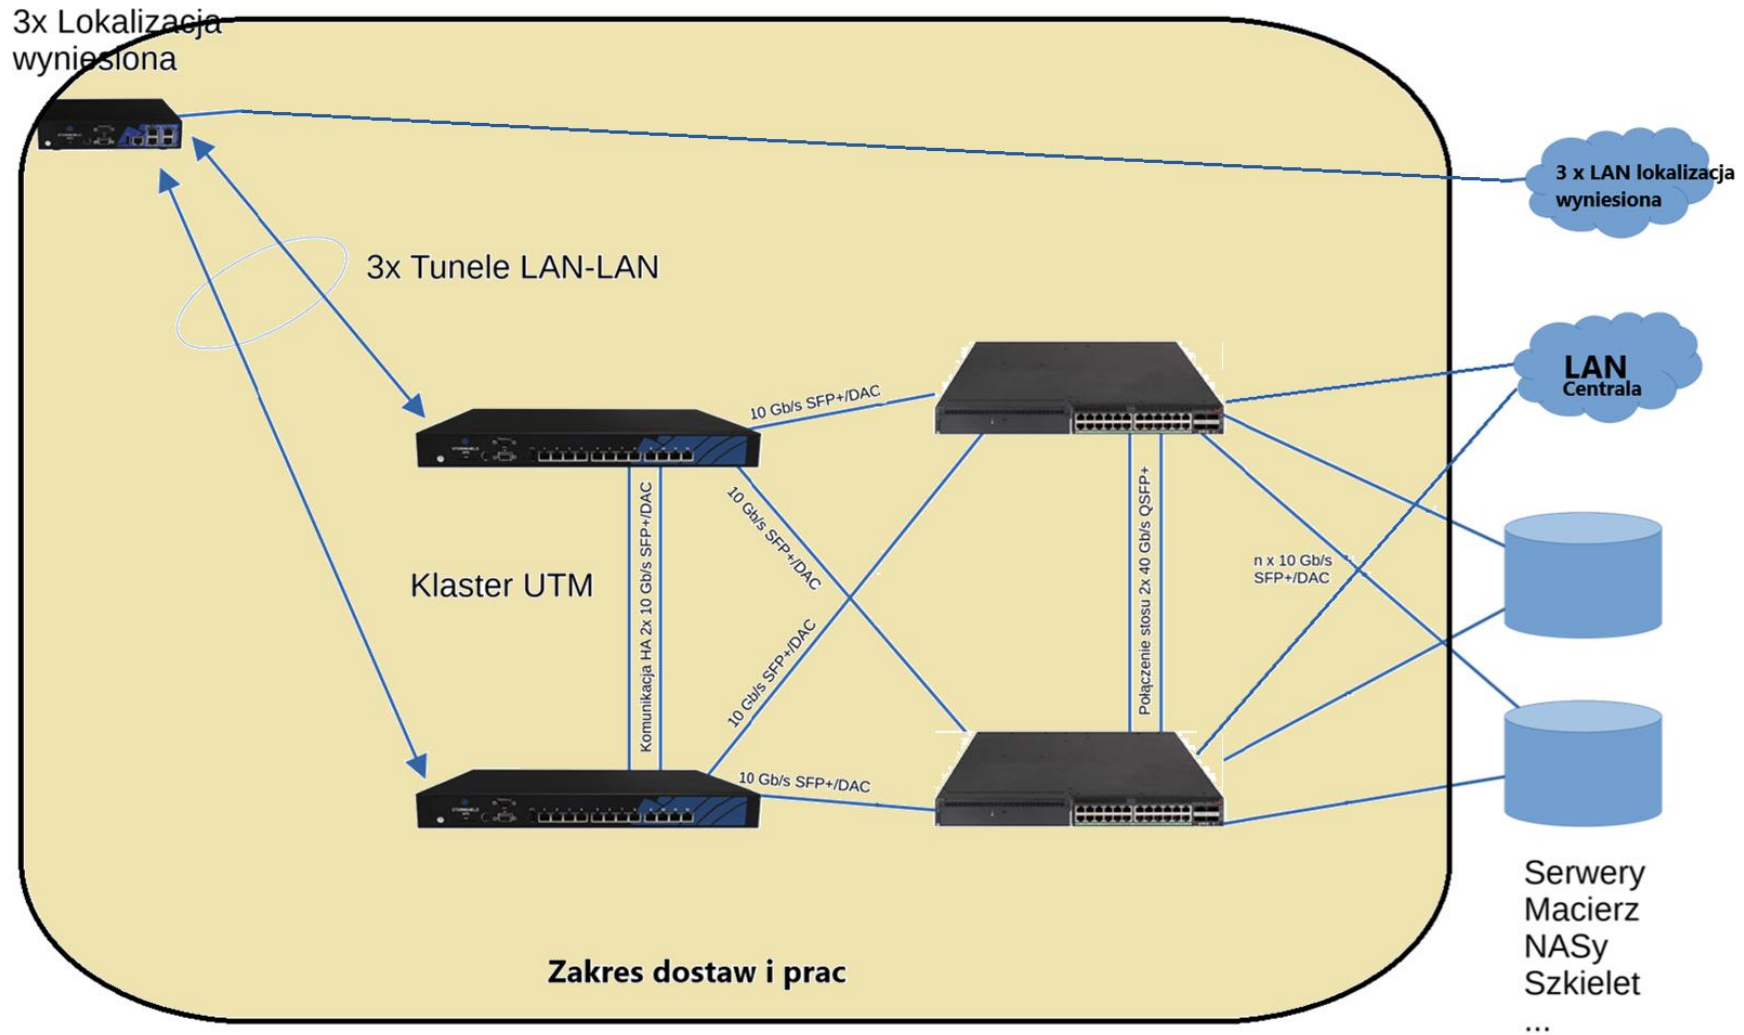 3x Lokalizacja
wyniesiona
3 x LAN lokalizacja
wyniesiona
3x Tunele LAN-LAN
LAN
Centrala
10 Gb/s SFP+/DAC
10 Gb/s SFP+/DAC
Komunikacja HA 2x 10 Gb/s SFP+/DAC
Połączenie stosu 2x 40 Gb/s QSFP+
n x 10 Gb/s
SFP+/DAC
Klaster UTM
10 Gb/s SFP+/DAC
10 Gb/s SFP+/DAC
Serwery
Macierz
NASy
Szkielet
...
Zakres dostaw i prac